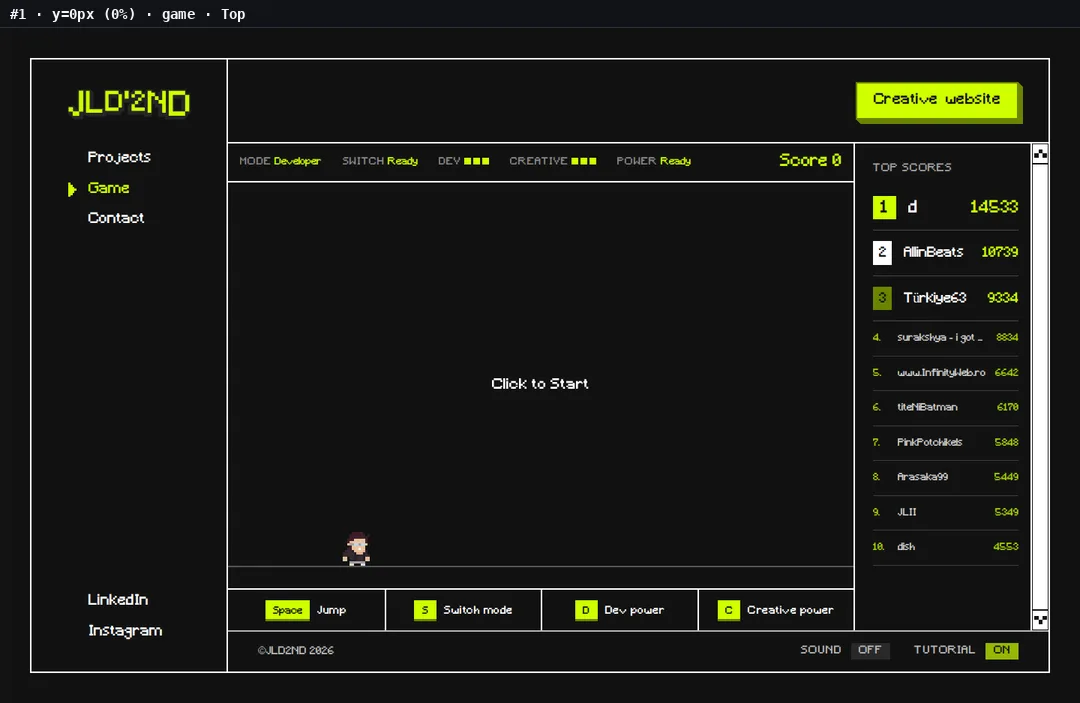 #1 · y=0px (0%) · game · Top
JLD'2ND
Projects
Game
Contact
LinkedIn
Instagram
Creative website
MODE Developer SWITCH Ready DEV CREATIVE POWER Ready Score 0
Click to Start
Space Jump
S Switch mode
D Dev power
C Creative power
TOP SCORES
1 d 14533
2 AllinBeats 10739
3 Türkiye63 9334
4. surakshya - i got … 8834
5. www.InfinityWeb.ro 6642
6. titeNiBatman 6170
7. PinkPotchikels 5848
8. Arasaka99 5449
9. JLII 5349
10. dish 4553
©JLD2ND 2026
SOUND OFF TUTORIAL ON